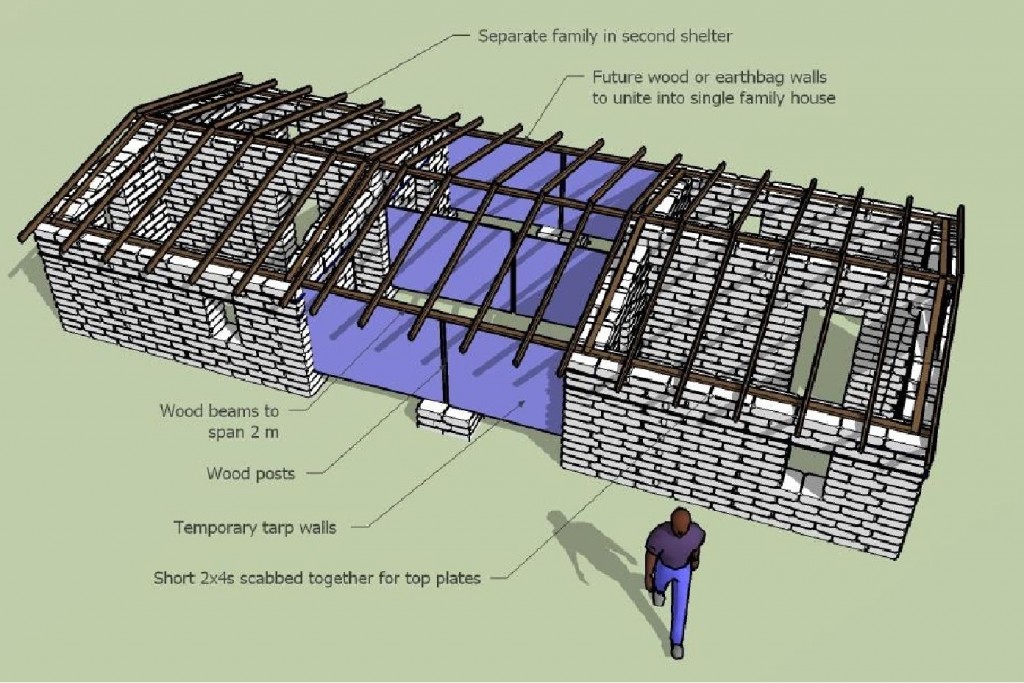 Separate family in second shelter
Future wood or earthbag walls
to unite into single family house
Wood beams to
span 2 m
Wood posts
Temporary tarp walls
Short 2x4s scabbed together for top plates